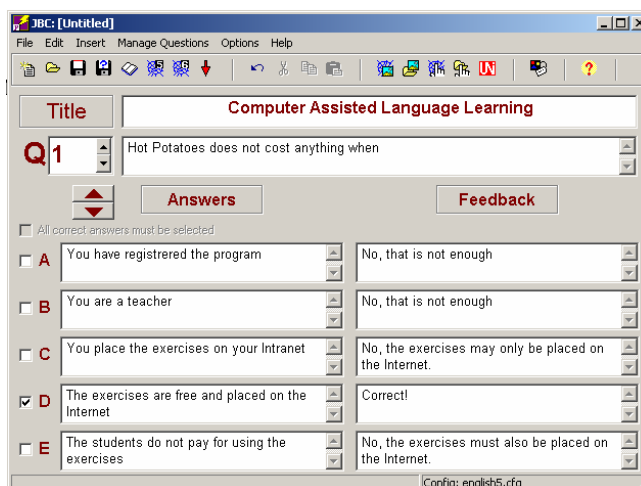 JBC: [Untitled]
File Edit Insert Manage Questions Options Help
Title
Computer Assisted Language Learning
Q 1
Hot Potatoes does not cost anything when
Answers
Feedback
All correct answers must be selected
A
You have registrered the program
No, that is not enough
B
You are a teacher
No, that is not enough
C
You place the exercises on your Intranet
No, the exercises may only be placed on
the Internet.
D
The exercises are free and placed on the
Internet
Correct!
E
The students do not pay for using the
exercises
No, the exercises must also be placed on
the Internet.
Config: english5.cfg